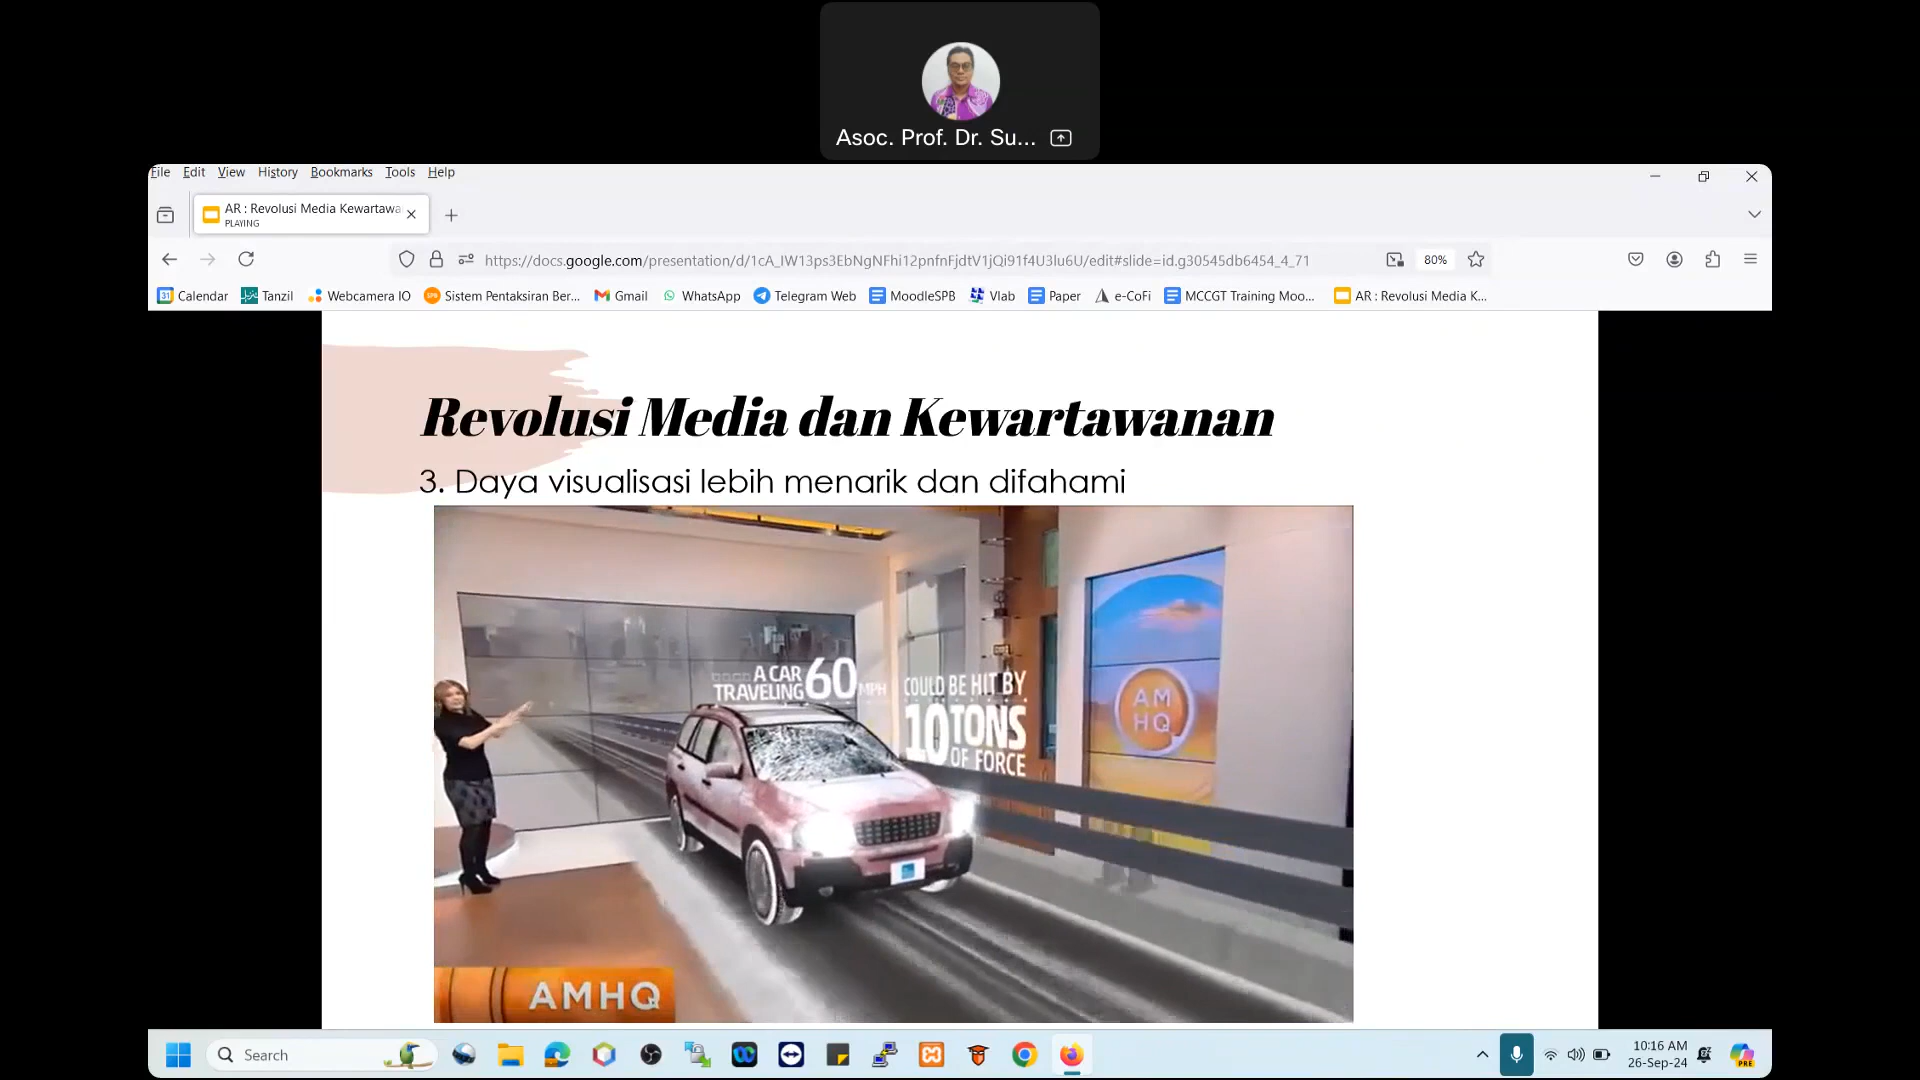 Asoc. Prof. Dr. Su...
File Edit View History Bookmarks Tools Help
AR : Revolusi Media Kewartawa
PLAYING
https://docs.google.com/presentation/d/1cA_IW13ps3EbNgNFhi12pnfnFjdtV1jQi91f4U3lu6U/edit#slide=id.g30545db6454_4_71
80%
Calendar Tanzil Webcamera IO Sistem Pentaksiran Ber... Gmail WhatsApp Telegram Web MoodleSPB Vlab Paper e-CoFi MCCGT Training Moo... AR : Revolusi Media K...
Revolusi Media dan Kewartawanan
3. Daya visualisasi lebih menarik dan difahami
A CAR
TRAVELING 60 MPH
COULD BE HIT BY
10 TONS
OF FORCE
AM
HQ
AMHQ
Search
10:16 AM
26-Sep-24
PRE